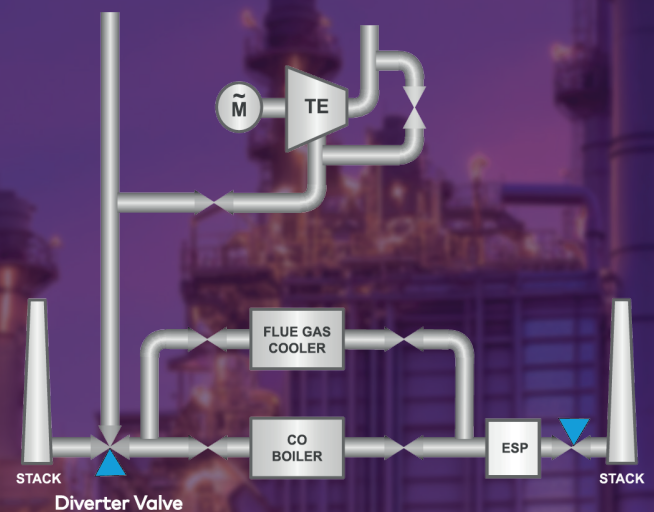 M̃
TE
FLUE GAS
COOLER
CO
BOILER
ESP
STACK
STACK
Diverter Valve